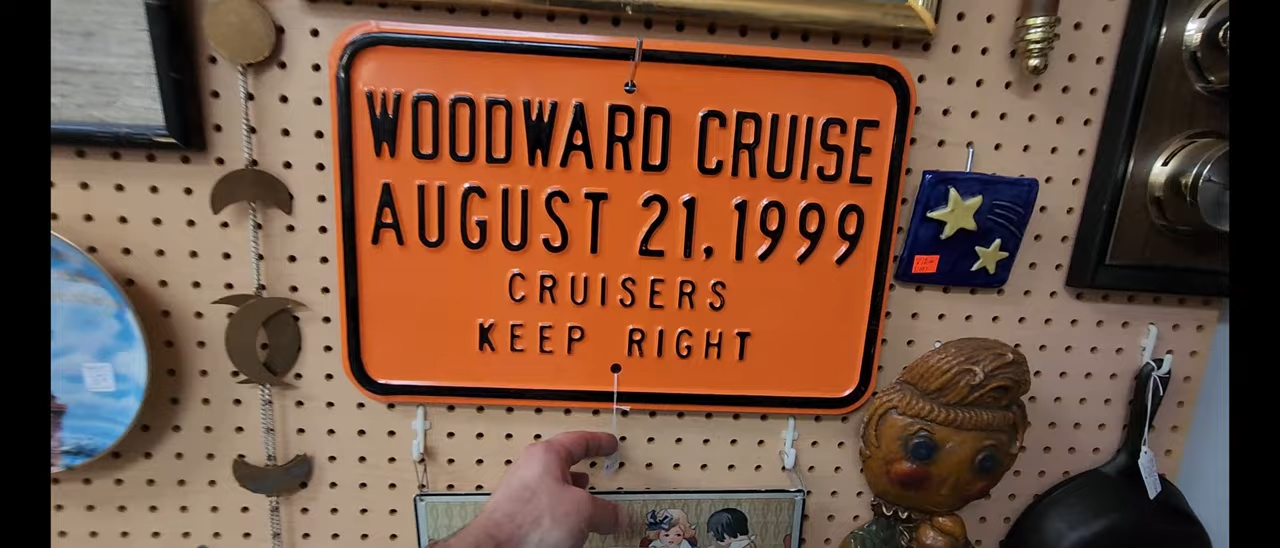 WOODWARD CRUISE
AUGUST 21, 1999
CRUISERS
KEEP RIGHT